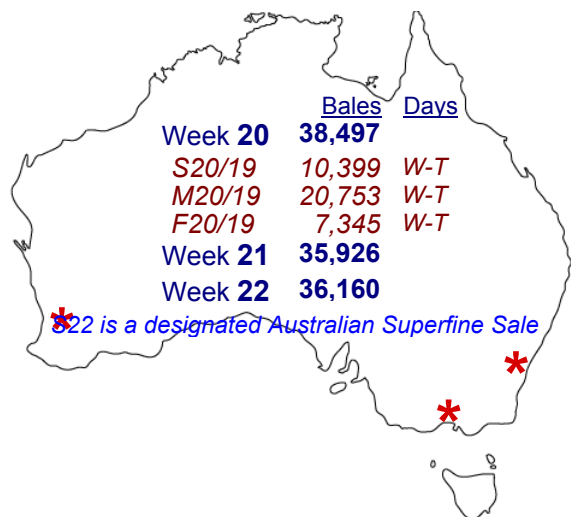 Bales Days
Week 20 38,497
S20/19 10,399 W-T
M20/19 20,753 W-T
F20/19 7,345 W-T
Week 21 35,926
Week 22 36,160
S22 is a designated Australian Superfine Sale